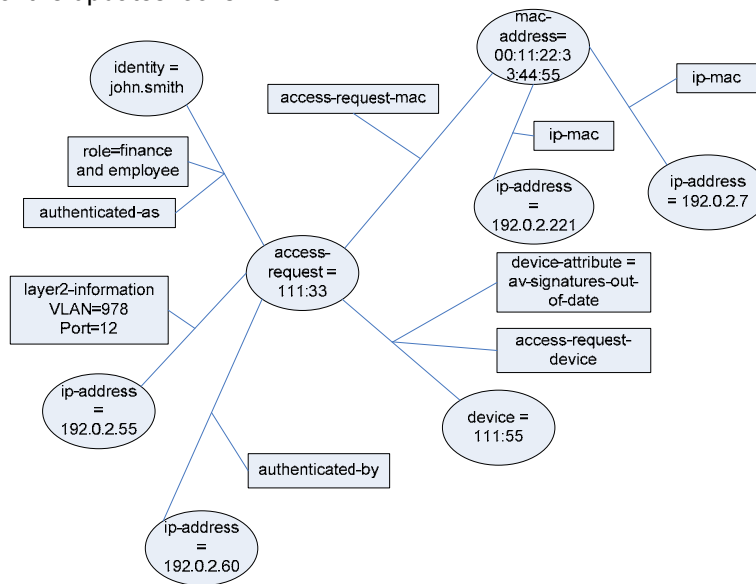 identity =
john.smith
mac-
address=
00:11:22:3
3:44:55
access-request-mac
ip-mac
role=finance
and employee
ip-mac
authenticated-as
ip-address
=
192.0.2.221
ip-address
= 192.0.2.7
access-
request =
111:33
device-attribute =
av-signatures-out-
of-date
layer2-information
VLAN=978
Port=12
access-request-
device
ip-address
=
192.0.2.55
device =
111:55
authenticated-by
ip-address
=
192.0.2.60